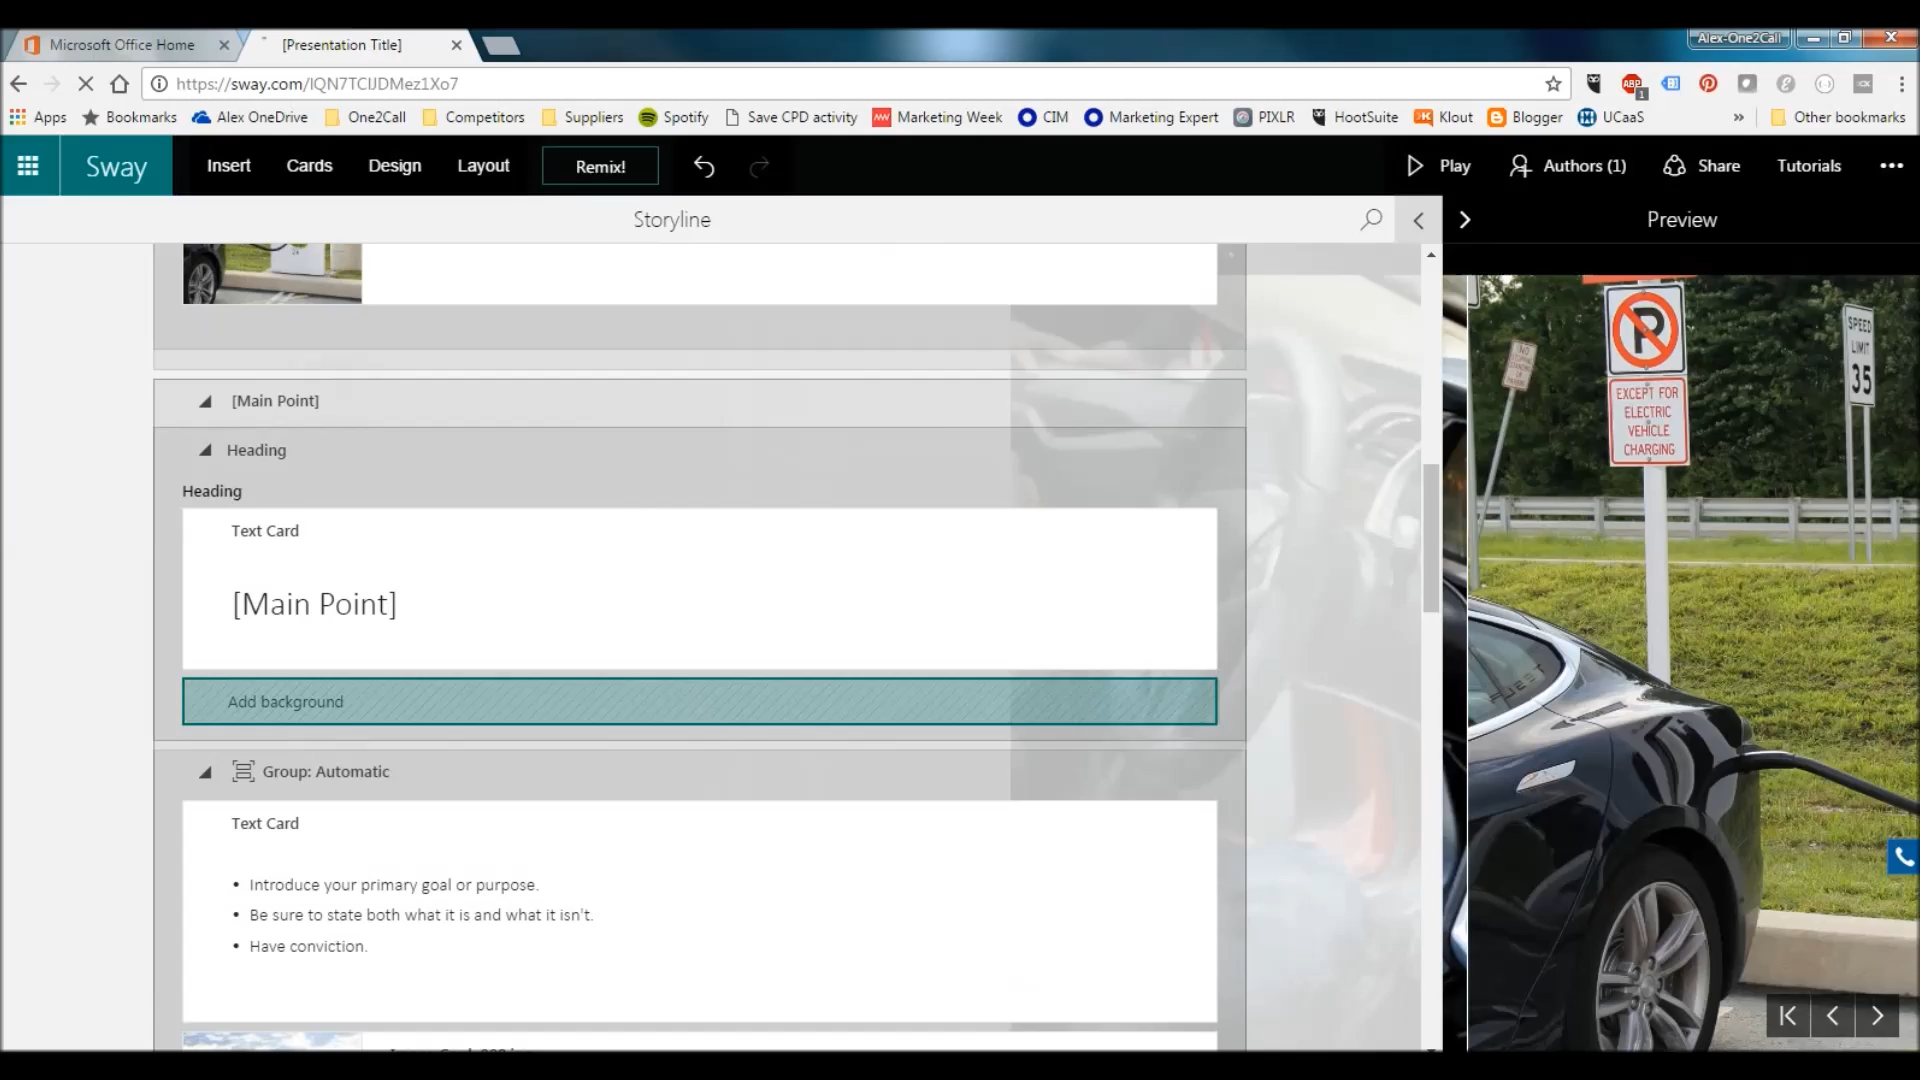 Microsoft Office Home
[Presentation Title]
Alex-One2Call
https://sway.com/lQN7TClJDMez1Xo7
ABP
1
Apps
Bookmarks
Alex OneDrive
One2Call
Competitors
Suppliers
Spotify
Save CPD activity
Marketing Week
CIM
Marketing Expert
PIXLR
HootSuite
Klout
Blogger
UCaaS
»
Other bookmarks
Sway
Insert
Cards
Design
Layout
Remix!
Play
Authors (1)
Share
Tutorials
Storyline
Preview
[Main Point]
Heading
Heading
Text Card
[Main Point]
Add background
Group: Automatic
Text Card
• Introduce your primary goal or purpose.
• Be sure to state both what it is and what it isn't.
• Have conviction.
P
EXCEPT FOR
ELECTRIC
VEHICLE
CHARGING
SPEED
LIMIT
35